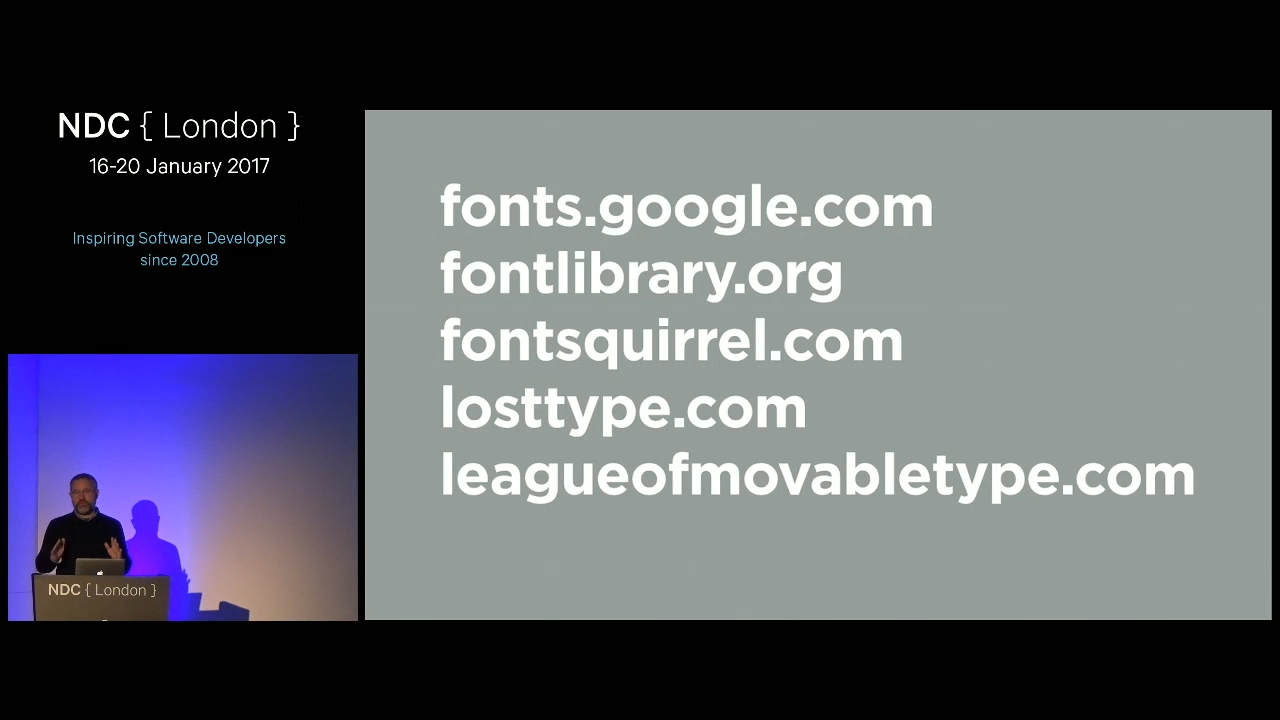 NDC { London }
16-20 January 2017
Inspiring Software Developers
since 2008
fonts.google.com
fontlibrary.org
fontsquirrel.com
losttype.com
leagueofmovabletype.com
NDC { London }